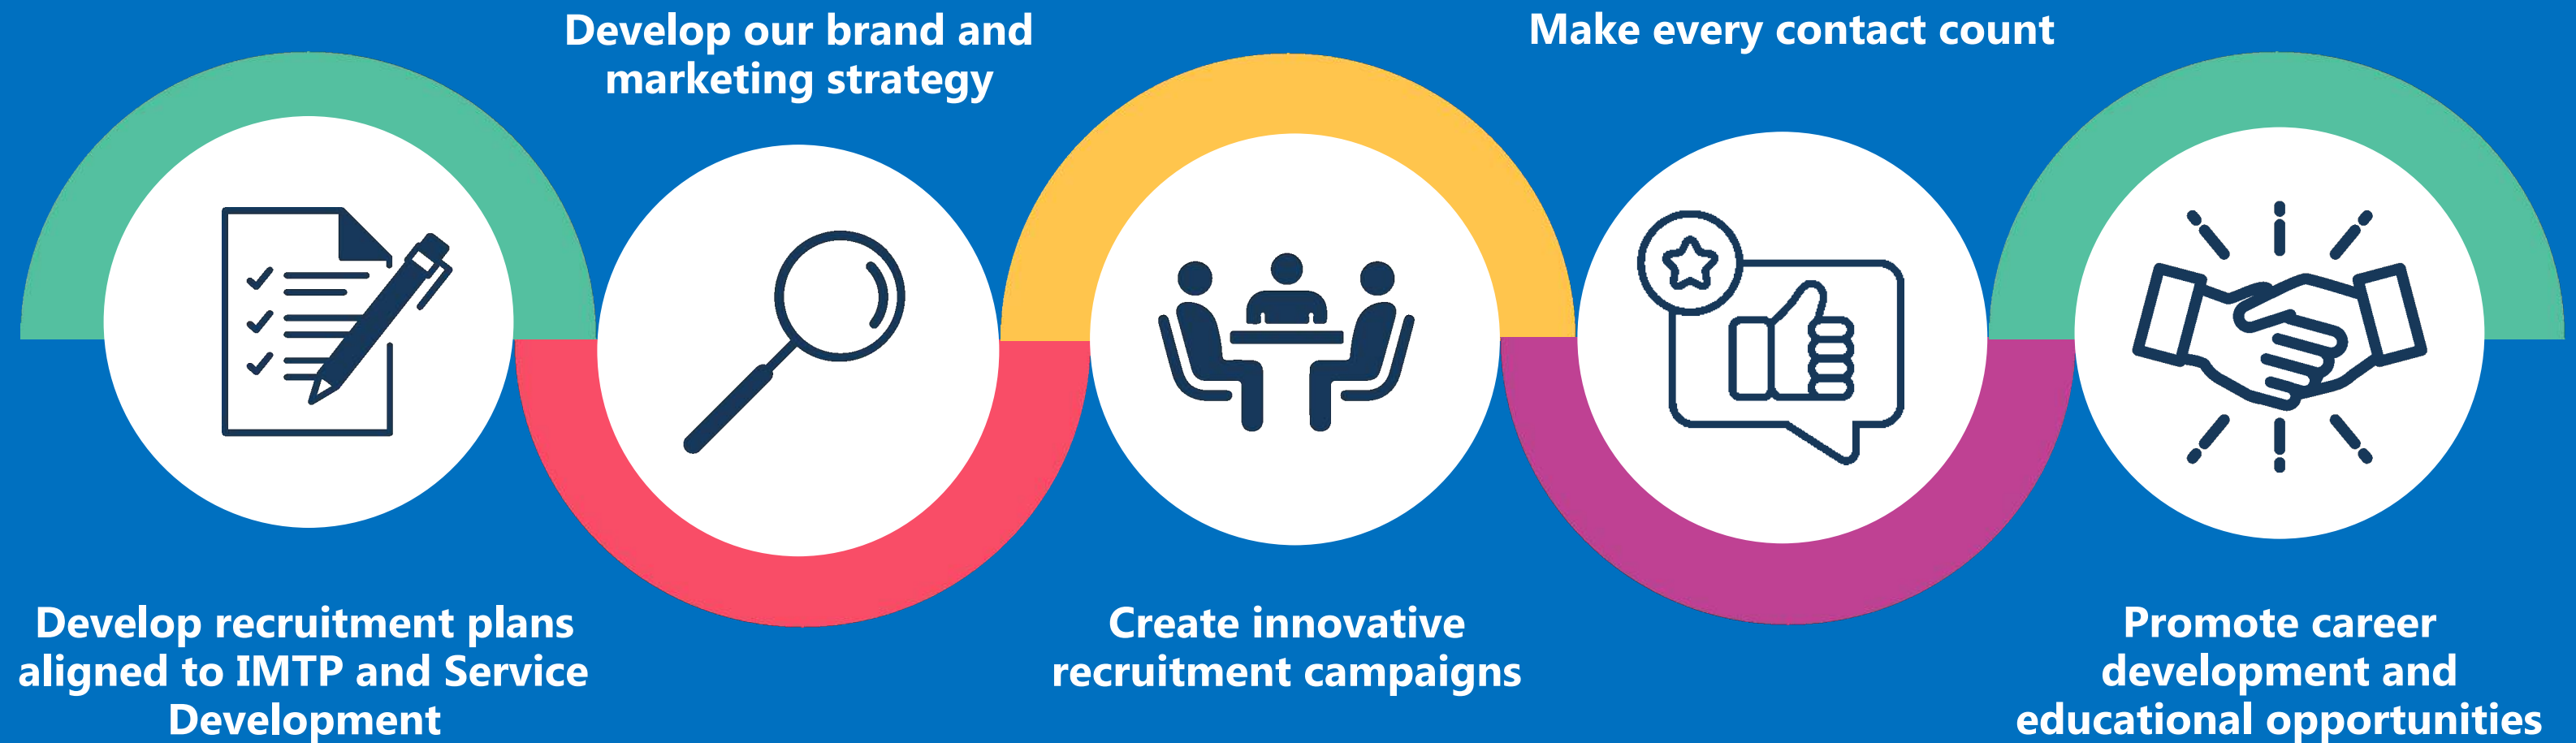 Develop our brand and
marketing strategy
Make every contact count
Develop recruitment plans
aligned to IMTP and Service
Development
Create innovative
recruitment campaigns
Promote career
development and
educational opportunities